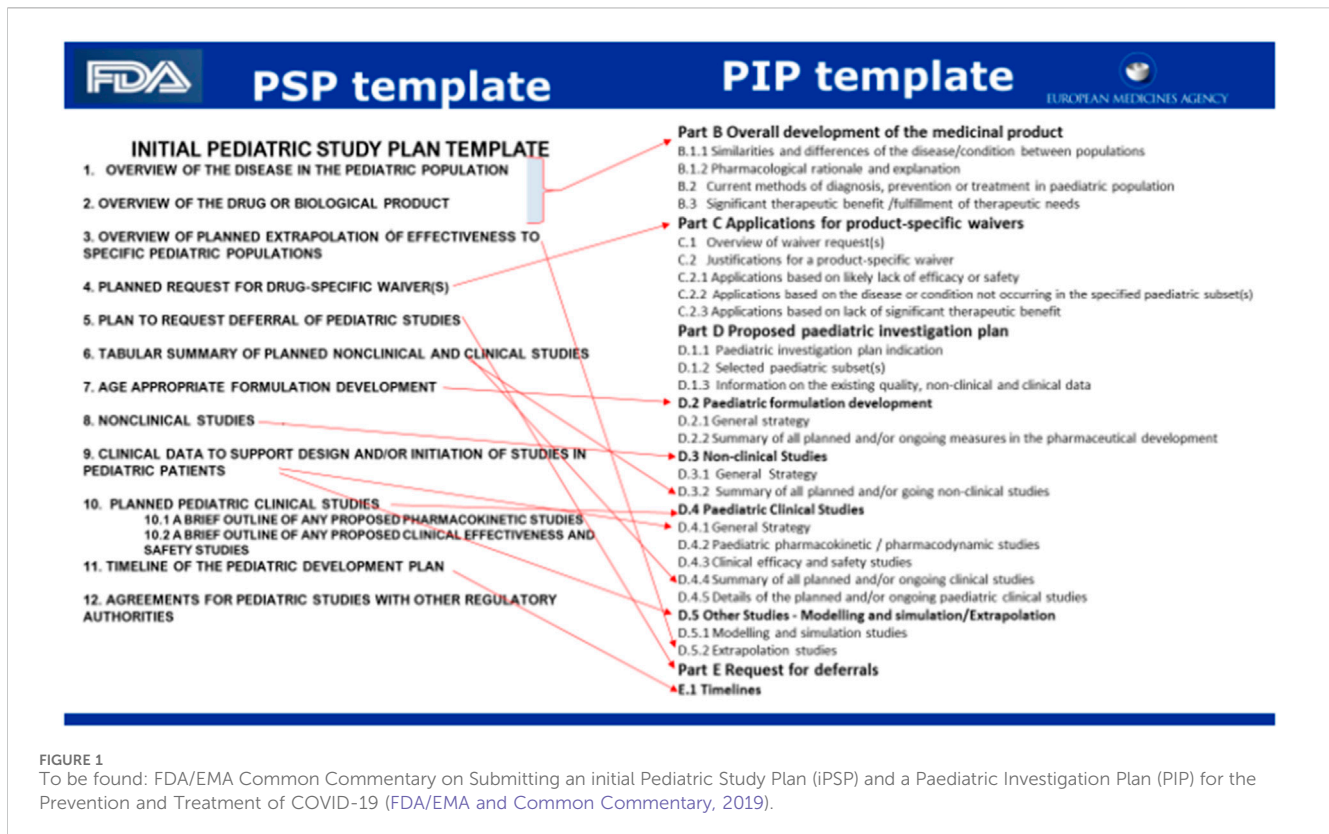 FDA
PSP template
PIP template
EUROPEAN MEDICINES AGENCY
INITIAL PEDIATRIC STUDY PLAN TEMPLATE
1. OVERVIEW OF THE DISEASE IN THE PEDIATRIC POPULATION
2. OVERVIEW OF THE DRUG OR BIOLOGICAL PRODUCT
3. OVERVIEW OF PLANNED EXTRAPOLATION OF EFFECTIVENESS TO
SPECIFIC PEDIATRIC POPULATIONS
4. PLANNED REQUEST FOR DRUG-SPECIFIC WAIVER(S)
5. PLAN TO REQUEST DEFERRAL OF PEDIATRIC STUDIES
6. TABULAR SUMMARY OF PLANNED NONCLINICAL AND CLINICAL STUDIES
7. AGE APPROPRIATE FORMULATION DEVELOPMENT
8. NONCLINICAL STUDIES
9. CLINICAL DATA TO SUPPORT DESIGN AND/OR INITIATION OF STUDIES IN
PEDIATRIC PATIENTS
10. PLANNED PEDIATRIC CLINICAL STUDIES
10.1 A BRIEF OUTLINE OF ANY PROPOSED PHARMACOKINETIC STUDIES
10.2 A BRIEF OUTLINE OF ANY PROPOSED CLINICAL EFFECTIVENESS AND
SAFETY STUDIES
11. TIMELINE OF THE PEDIATRIC DEVELOPMENT PLAN
12. AGREEMENTS FOR PEDIATRIC STUDIES WITH OTHER REGULATORY
AUTHORITIES
Part B Overall development of the medicinal product
B.1.1 Similarities and differences of the disease/condition between populations
B.1.2 Pharmacological rationale and explanation
B.2 Current methods of diagnosis, prevention or treatment in paediatric population
B.3 Significant therapeutic benefit /fulfillment of therapeutic needs
Part C Applications for product-specific waivers
C.1 Overview of waiver request(s)
C.2 Justifications for a product-specific waiver
C.2.1 Applications based on likely lack of efficacy or safety
C.2.2 Applications based on the disease or condition not occurring in the specified paediatric subset(s)
C.2.3 Applications based on lack of significant therapeutic benefit
Part D Proposed paediatric investigation plan
D.1.1 Paediatric investigation plan indication
D.1.2 Selected paediatric subset(s)
D.1.3 Information on the existing quality, non-clinical and clinical data
D.2 Paediatric formulation development
D.2.1 General strategy
D.2.2 Summary of all planned and/or ongoing measures in the pharmaceutical development
D.3 Non-clinical Studies
D.3.1 General Strategy
D.3.2 Summary of all planned and/or going non-clinical studies
D.4 Paediatric Clinical Studies
D.4.1 General Strategy
D.4.2 Paediatric pharmacokinetic / pharmacodynamic studies
D.4.3 Clinical efficacy and safety studies
D.4.4 Summary of all planned and/or ongoing clinical studies
D.4.5 Details of the planned and/or ongoing paediatric clinical studies
D.5 Other Studies - Modelling and simulation/Extrapolation
D.5.1 Modelling and simulation studies
D.5.2 Extrapolation studies
Part E Request for deferrals
E.1 Timelines
FIGURE 1
To be found: FDA/EMA Common Commentary on Submitting an initial Pediatric Study Plan (iPSP) and a Paediatric Investigation Plan (PIP) for the
Prevention and Treatment of COVID-19 (FDA/EMA and Common Commentary, 2019).